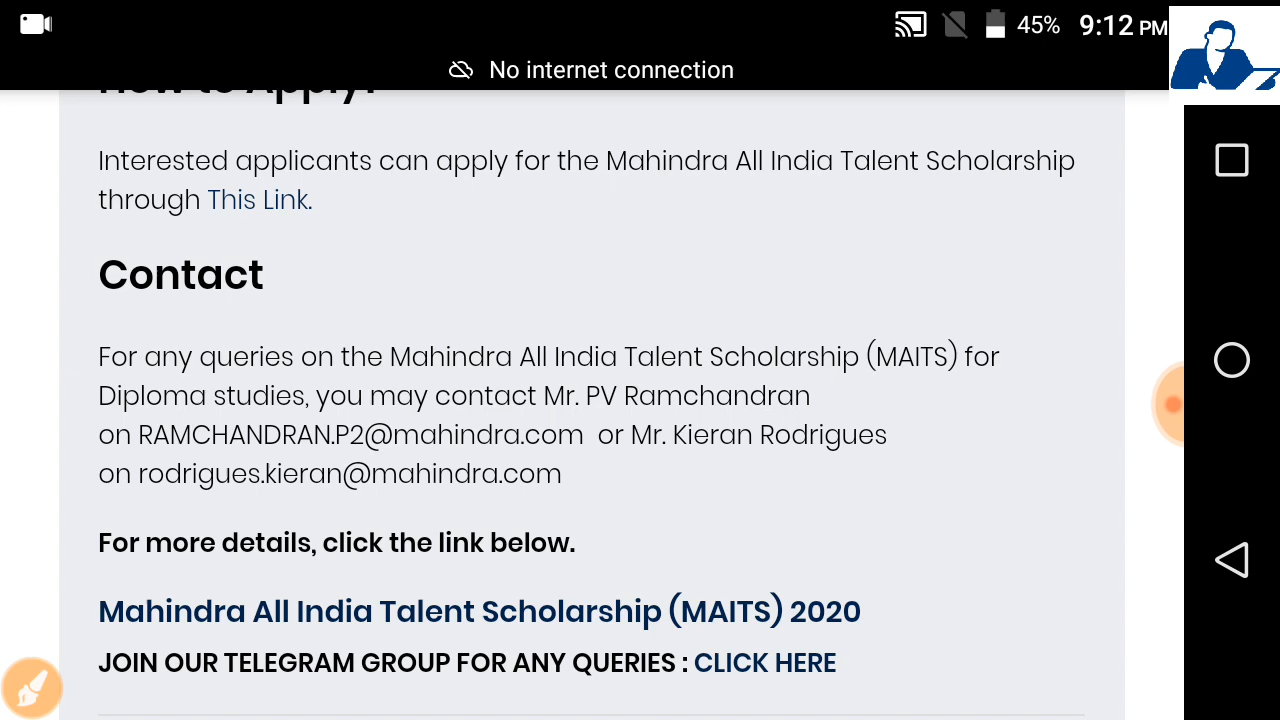 45% 9:12 PM
No internet connection
How to Apply?
Interested applicants can apply for the Mahindra All India Talent Scholarship
through This Link.
Contact
For any queries on the Mahindra All India Talent Scholarship (MAITS) for
Diploma studies, you may contact Mr. PV Ramchandran
on RAMCHANDRAN.P2@mahindra.com or Mr. Kieran Rodrigues
on rodrigues.kieran@mahindra.com
For more details, click the link below.
Mahindra All India Talent Scholarship (MAITS) 2020
JOIN OUR TELEGRAM GROUP FOR ANY QUERIES : CLICK HERE